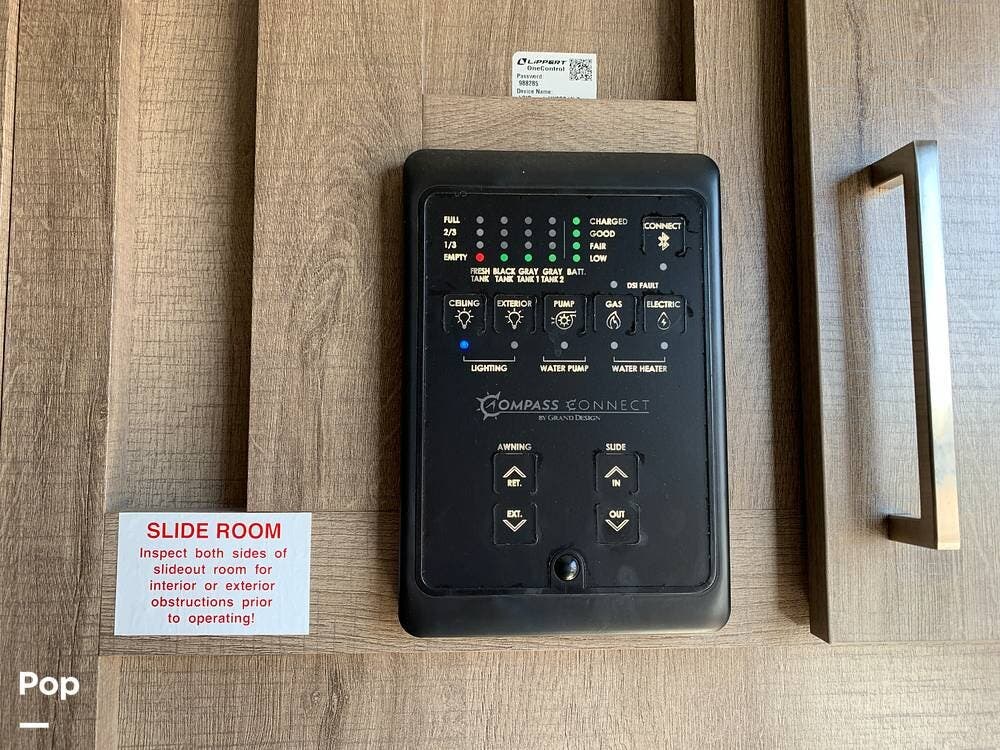 LIPPERT
OneControl
Password:
988785
Device Name:
FULL CHARGED
2/3 GOOD
1/3 FAIR
EMPTY LOW
FRESH TANK BLACK TANK GRAY TANK 1 GRAY TANK 2 BATT.
CONNECT
DSI FAULT
CEILING EXTERIOR PUMP GAS ELECTRIC
LIGHTING WATER PUMP WATER HEATER
COMPASS CONNECT
BY GRAND DESIGN
AWNING SLIDE
RET. IN
EXT. OUT
SLIDE ROOM
Inspect both sides of
slideout room for
interior or exterior
obstructions prior
to operating!
Pop